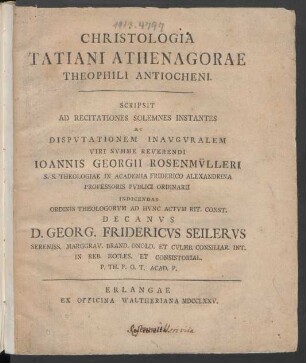 1919.4797
CHRISTOLOGIA
TATIANI ATHENAGORAE
THEOPHILI ANTIOCHENI.
SCRIPSIT
AD RECITATIONES SOLEMNES INSTANTES
AC
DISPVTATIONEM INAVGVRALEM
VIRI SVMME REVERENDI
IOANNIS GEORGII ROSENMVLLERI
S. S. THEOLOGIAE IN ACADEMIA FRIDERICO ALEXANDRINA
PROFESSORIS PVBLICI ORDINARII
INDICENDAS
ORDINIS THEOLOGORVM AD HVNC ACTVM RIT. CONST.
DECANVS
D. GEORG. FRIDERICVS SEILERVS
SERENISS. MARGGRAV. BRAND. ONOLD. ET CVLMB. CONSILIAR. INT.
IN REB. ECCLES. ET CONSISTORIAL.
P. TH. P. O. T. ACAD. P.
ERLANGAE
EX OFFICINA WALTHERIANA MDCCLXXV.